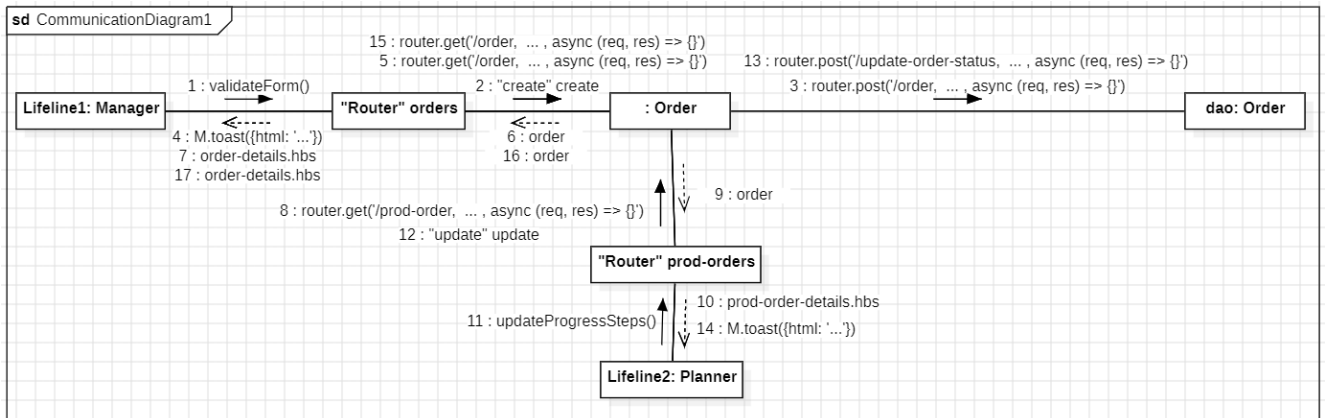 sd CommunicationDiagram1
15 : router.get('/order,  ... , async (req, res) => {}')
5 : router.get('/order,  ... , async (req, res) => {}')
13 : router.post('/update-order-status,  ... , async (req, res) => {}')
1 : validateForm()
2 : "create" create
3 : router.post('/order,  ... , async (req, res) => {}')
Lifeline1: Manager
"Router" orders
: Order
dao: Order
4 : M.toast({html: '...'})
6 : order
7 : order-details.hbs
16 : order
17 : order-details.hbs
9 : order
8 : router.get('/prod-order,  ... , async (req, res) => {}')
12 : "update" update
"Router" prod-orders
10 : prod-order-details.hbs
11 : updateProgressSteps()
14 : M.toast({html: '...'})
Lifeline2: Planner